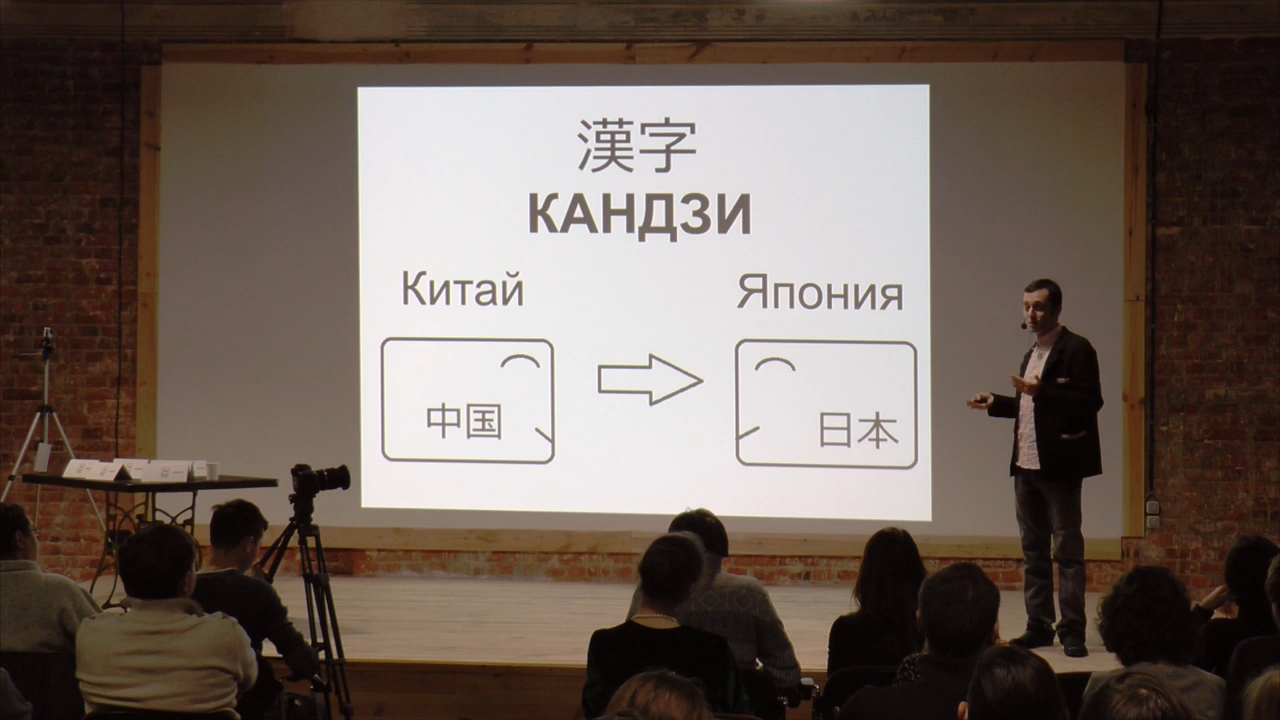 漢字
КАНДЗИ
Китай
Япония
中国
日本